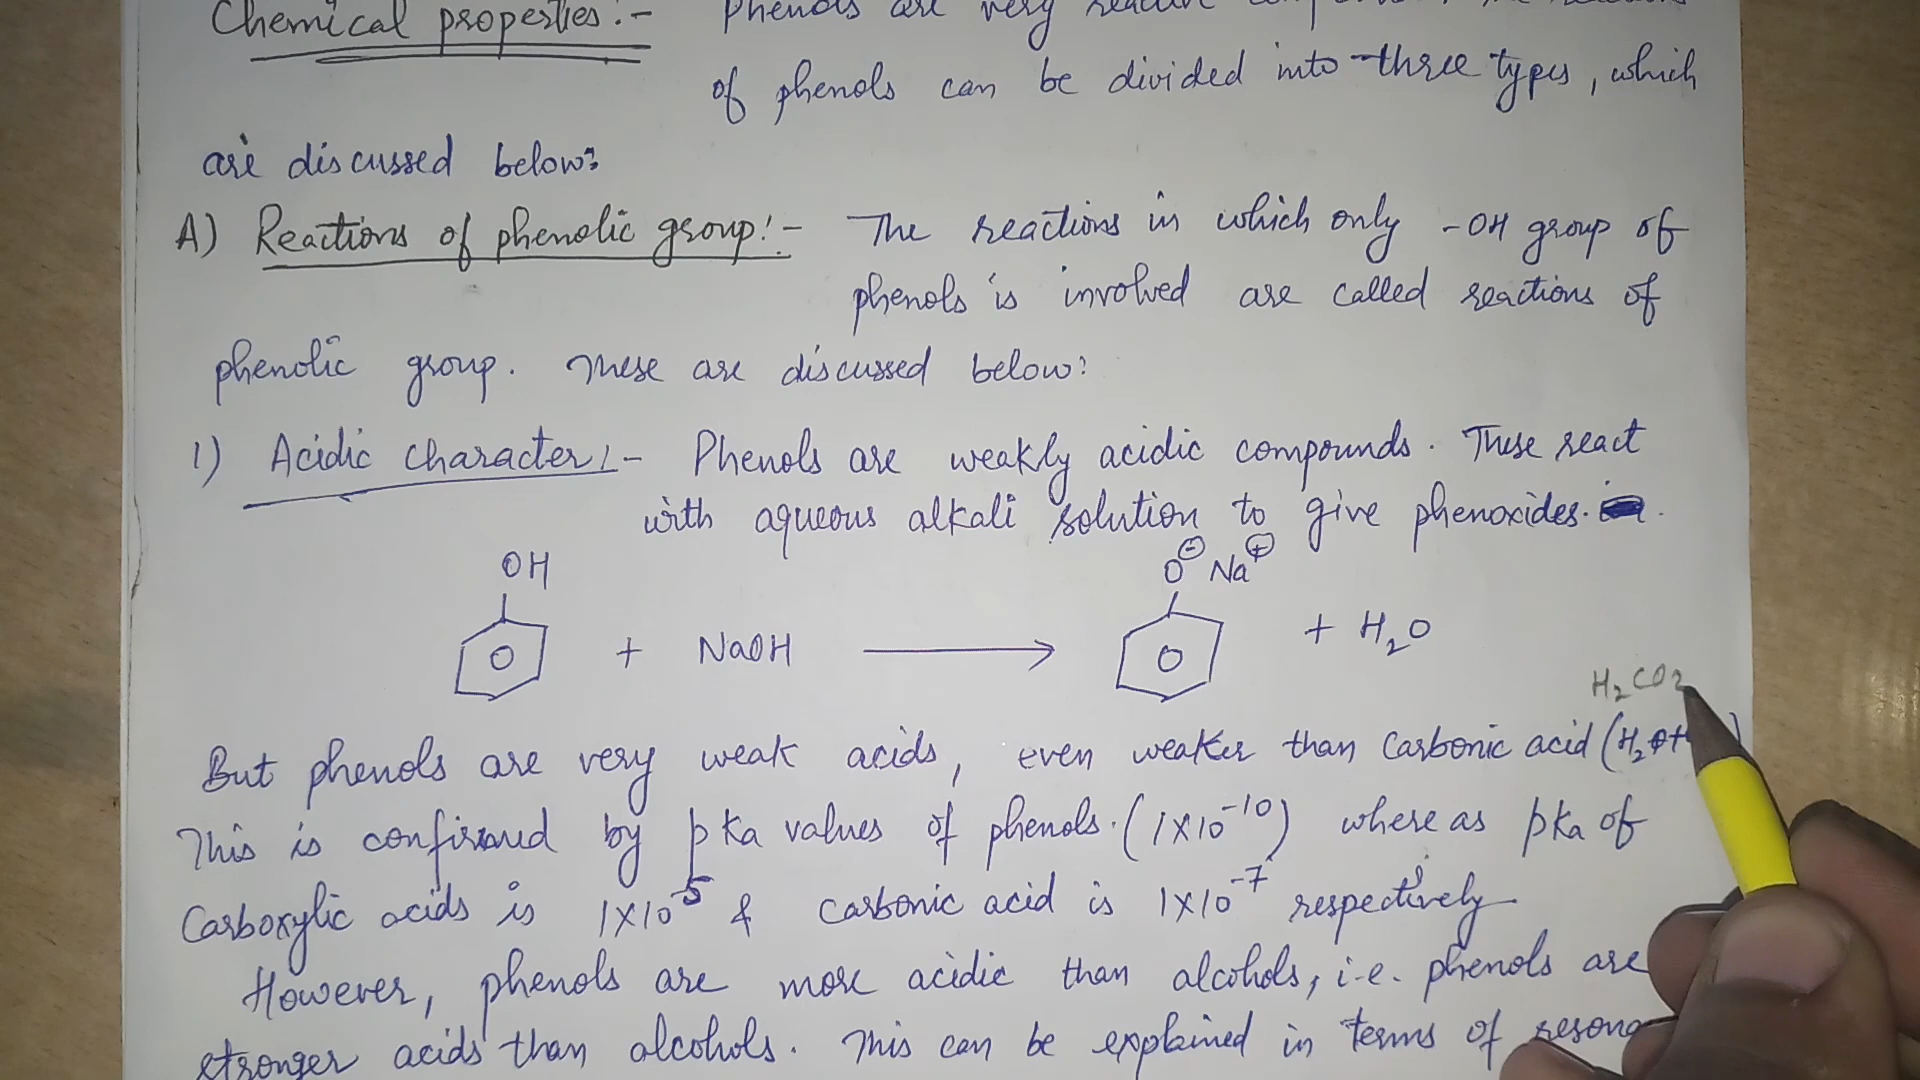 Chemical properties:- Phenols are very reactive
of phenols can be divided into three types, which
are discussed below:
A) Reactions of phenolic group:- The reactions in which only -OH group of
phenols is involved are called reactions of
phenolic group. These are discussed below:
1) Acidic character:- Phenols are weakly acidic compounds. These react
with aqueous alkali solution to give phenoxides.
OH
O⊖ Na⊕
+ NaOH ⟶ + H₂O
H₂CO3
But phenols are very weak acids, even weaker than Carbonic acid (H₂
This is confirmed by pka values of phenols. (1×10⁻¹⁰) where as pka of
Carboxylic acids is 1×10⁻⁵ & Carbonic acid is 1×10⁻⁷ respectively
However, phenols are more acidic than alcohols, i.e. phenols are
stronger acids than alcohols. This can be explained in terms of resona